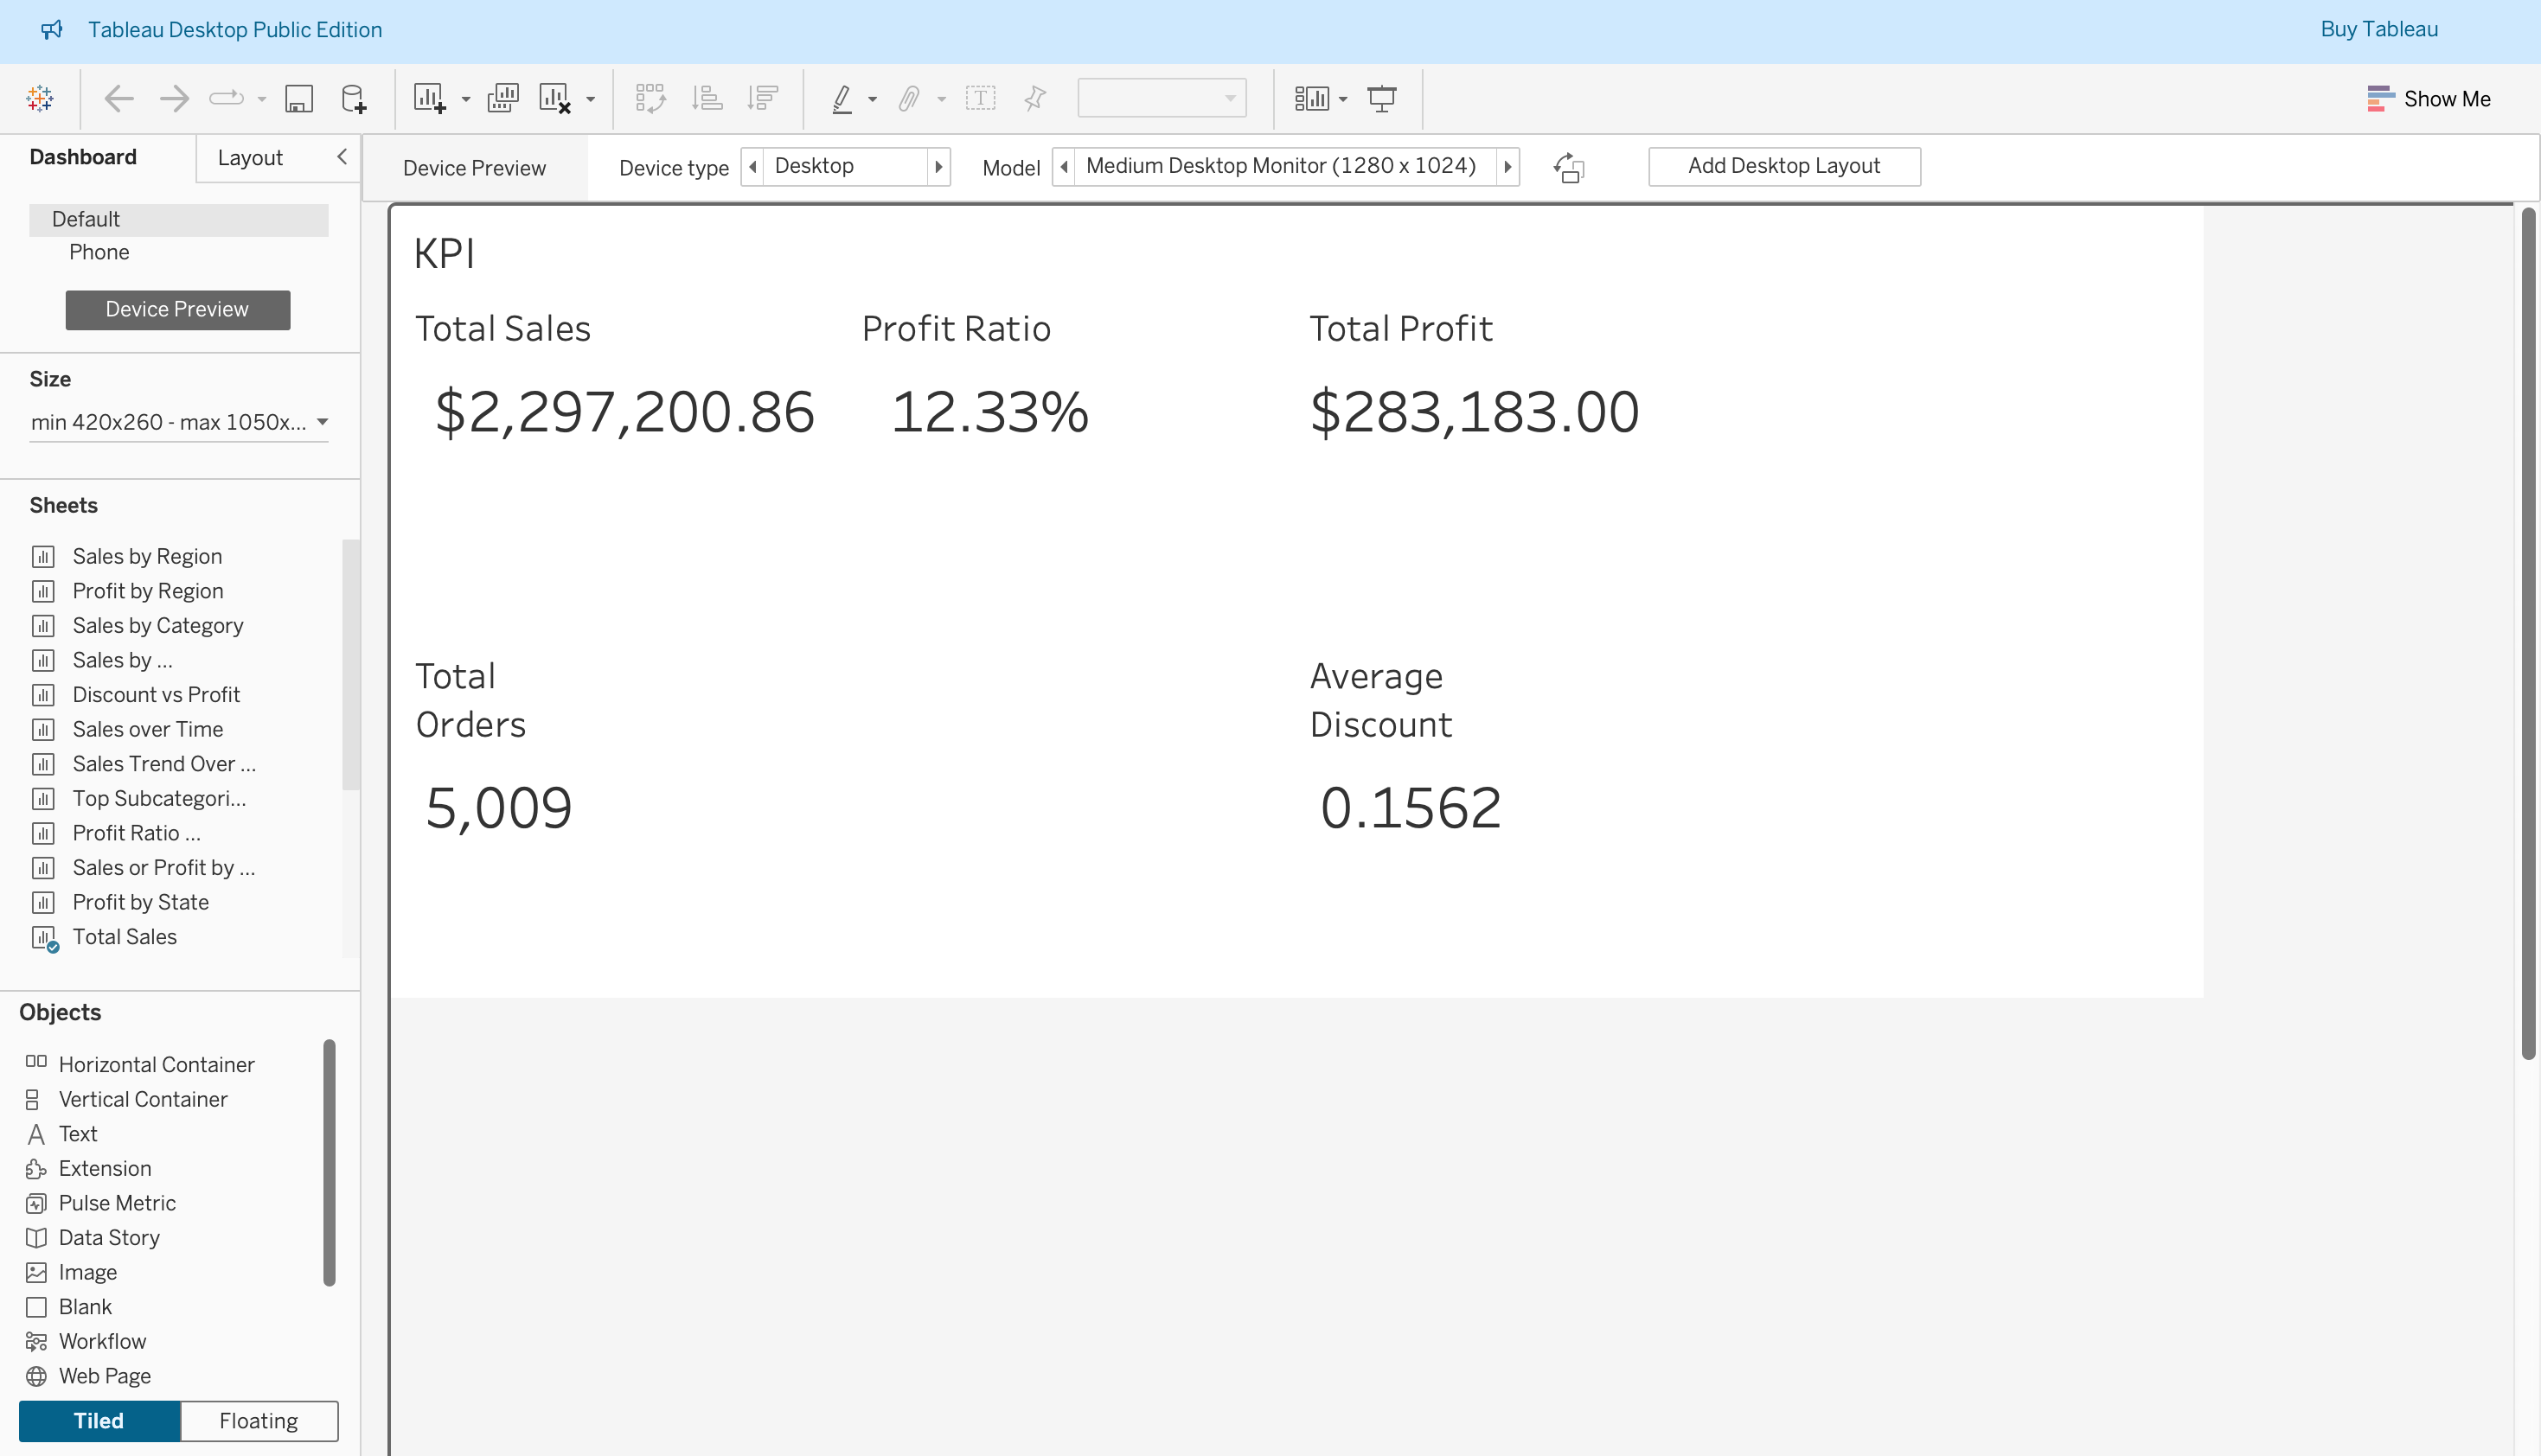 Tableau Desktop Public Edition
Buy Tableau
T
Show Me
Dashboard
Layout
Device Preview
Device type
Desktop
Model
Medium Desktop Monitor (1280 x 1024)
Add Desktop Layout
Default
Phone
Device Preview
Size
min 420x260 - max 1050x...
Sheets
Sales by Region
Profit by Region
Sales by Category
Sales by ...
Discount vs Profit
Sales over Time
Sales Trend Over ...
Top Subcategori...
Profit Ratio ...
Sales or Profit by ...
Profit by State
Total Sales
Objects
Horizontal Container
Vertical Container
A Text
Extension
Pulse Metric
Data Story
Image
Blank
Workflow
Web Page
Tiled
Floating
KPI
Total Sales
$2,297,200.86
Profit Ratio
12.33%
Total Profit
$283,183.00
Total
Orders
5,009
Average
Discount
0.1562